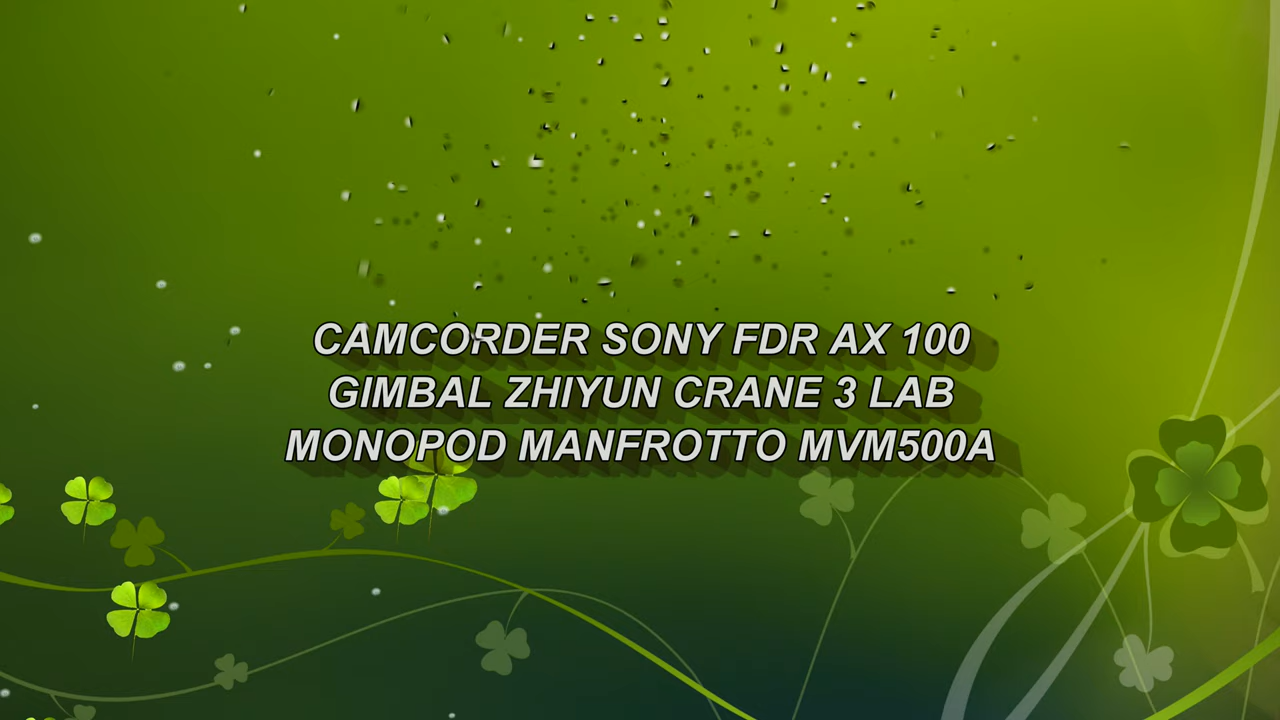 CAMCORDER SONY FDR AX 100
GIMBAL ZHIYUN CRANE 3 LAB
MONOPOD MANFROTTO MVM500A